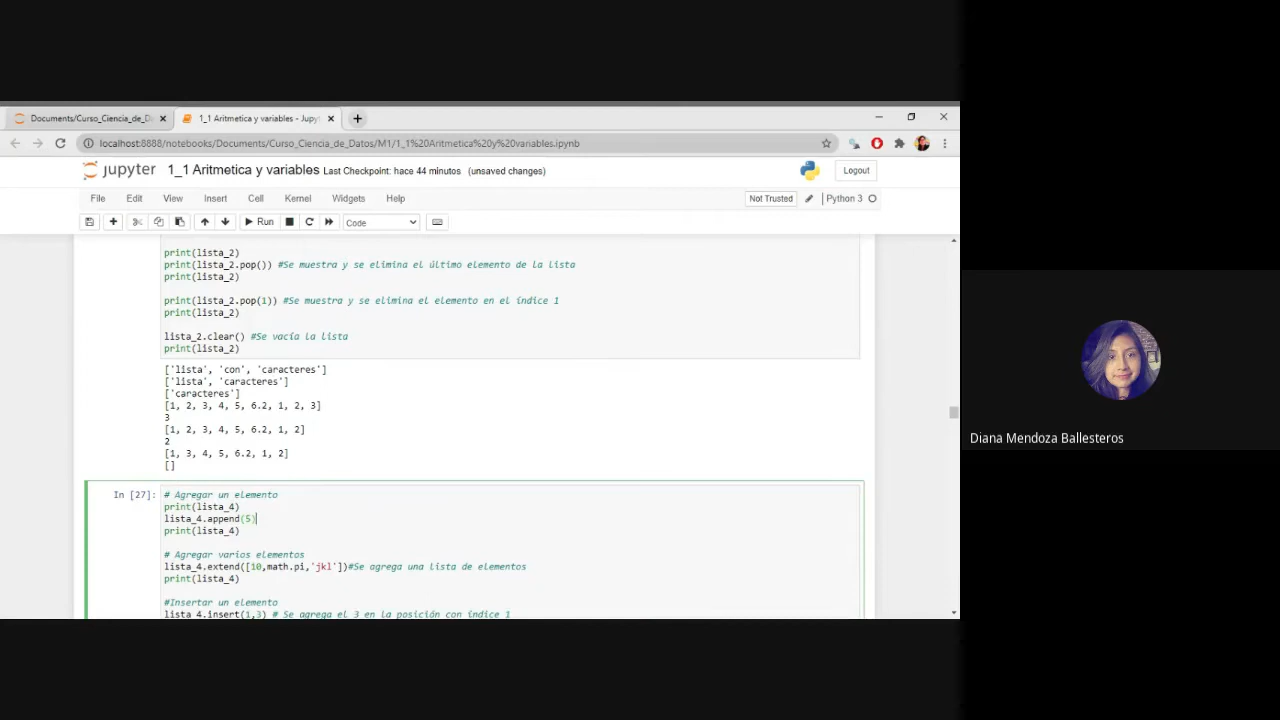 Documents/Curso_Ciencia_de_Da
1_1 Aritmetica y variables - Jupyt
localhost:8888/notebooks/Documents/Curso_Ciencia_de_Datos/M1/1_1%20Aritmetica%20y%20variables.ipynb
jupyter 1_1 Aritmetica y variables Last Checkpoint: hace 44 minutos (unsaved changes)
Logout
File Edit View Insert Cell Kernel Widgets Help
Not Trusted
Python 3
Run
Code
print(lista_2)
print(lista_2.pop()) #Se muestra y se elimina el último elemento de la lista
print(lista_2)
print(lista_2.pop(1)) #Se muestra y se elimina el elemento en el índice 1
print(lista_2)
lista_2.clear() #Se vacía la lista
print(lista_2)
['lista', 'con', 'caracteres']
['lista', 'caracteres']
['caracteres']
[1, 2, 3, 4, 5, 6.2, 1, 2, 3]
3
[1, 2, 3, 4, 5, 6.2, 1, 2]
2
[1, 3, 4, 5, 6.2, 1, 2]
[]
In [27]:
# Agregar un elemento
print(lista_4)
lista_4.append(5)
print(lista_4)
# Agregar varios elementos
lista_4.extend([10,math.pi,'jkl'])#Se agrega una lista de elementos
print(lista_4)
#Insertar un elemento
lista_4.insert(1,3) # Se agrega el 3 en la posición con índice 1
Diana Mendoza Ballesteros